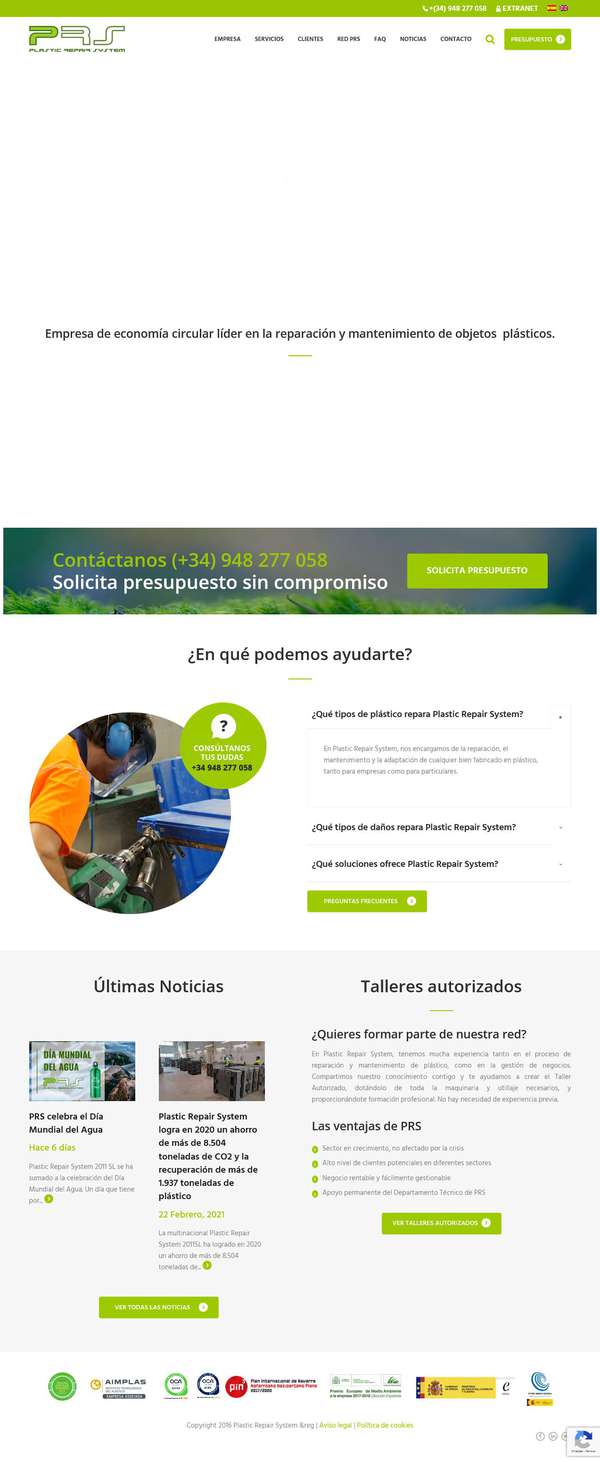 +(34) 948 277 058 EXTRANET
PRS
PLASTIC REPAIR SYSTEM
EMPRESA SERVICIOS CLIENTES RED PRS FAQ NOTICIAS CONTACTO PRESUPUESTO
Empresa de economía circular líder en la reparación y mantenimiento de objetos plásticos.
Contáctanos (+34) 948 277 058
Solicita presupuesto sin compromiso
SOLICITA PRESUPUESTO
¿En qué podemos ayudarte?
?
CONSÚLTANOS
TUS DUDAS
+34 948 277 058
¿Qué tipos de plástico repara Plastic Repair System?
En Plastic Repair System, nos encargamos de la reparación, el
mantenimiento y la adaptación de cualquier bien fabricado en plástico,
tanto para empresas como para particulares.
¿Qué tipos de daños repara Plastic Repair System?
¿Qué soluciones ofrece Plastic Repair System?
PREGUNTAS FRECUENTES
Últimas Noticias
DÍA MUNDIAL
DEL AGUA
PRS
PRS celebra el Día
Mundial del Agua
Hace 6 días
Plastic Repair System 2011 SL se ha
sumado a la celebración del Día
Mundial del Agua. Un día que tiene
por...
Plastic Repair System
logra en 2020 un ahorro
de más de 8.504
toneladas de CO2 y la
recuperación de más de
1.937 toneladas de
plástico
22 Febrero, 2021
La multinacional Plastic Repair
System 2011SL ha logrado en 2020
un ahorro de más de 8.504
toneladas de...
VER TODAS LAS NOTICIAS
Talleres autorizados
¿Quieres formar parte de nuestra red?
En Plastic Repair System, tenemos mucha experiencia tanto en el proceso de
reparación y mantenimiento de plástico, como en la gestión de negocios.
Compartimos nuestro conocimiento contigo y te ayudamos a crear el Taller
Autorizado, dotándolo de toda la maquinaria y utillaje necesarios, y
proporcionándote formación profesional. No hay necesidad de experiencia previa.
Las ventajas de PRS
Sector en crecimiento, no afectado por la crisis
Alto nivel de clientes potenciales en diferentes sectores
Negocio rentable y fácilmente gestionable
Apoyo permanente del Departamento Técnico de PRS
VER TALLERES AUTORIZADOS
AIMPLAS
OCA
OCA
pin
Plan Internacional de Navarra
2017/2020
Premio Europeo de Medio Ambiente
Copyright 2016 Plastic Repair System &reg | Aviso legal | Política de cookies